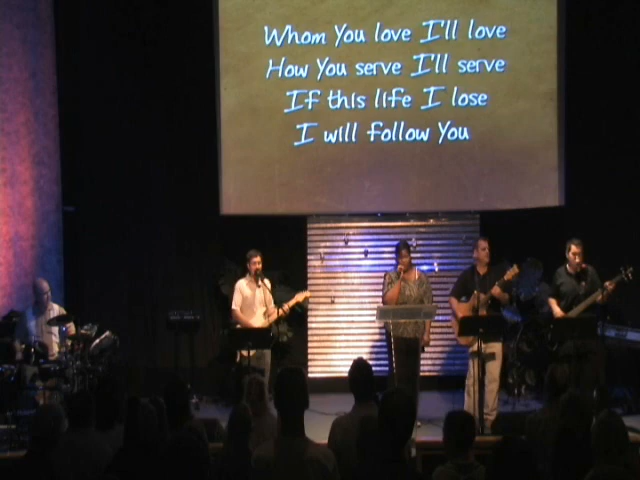 Whom You love I'll love
How You serve I'll serve
If this life I lose
I will follow You